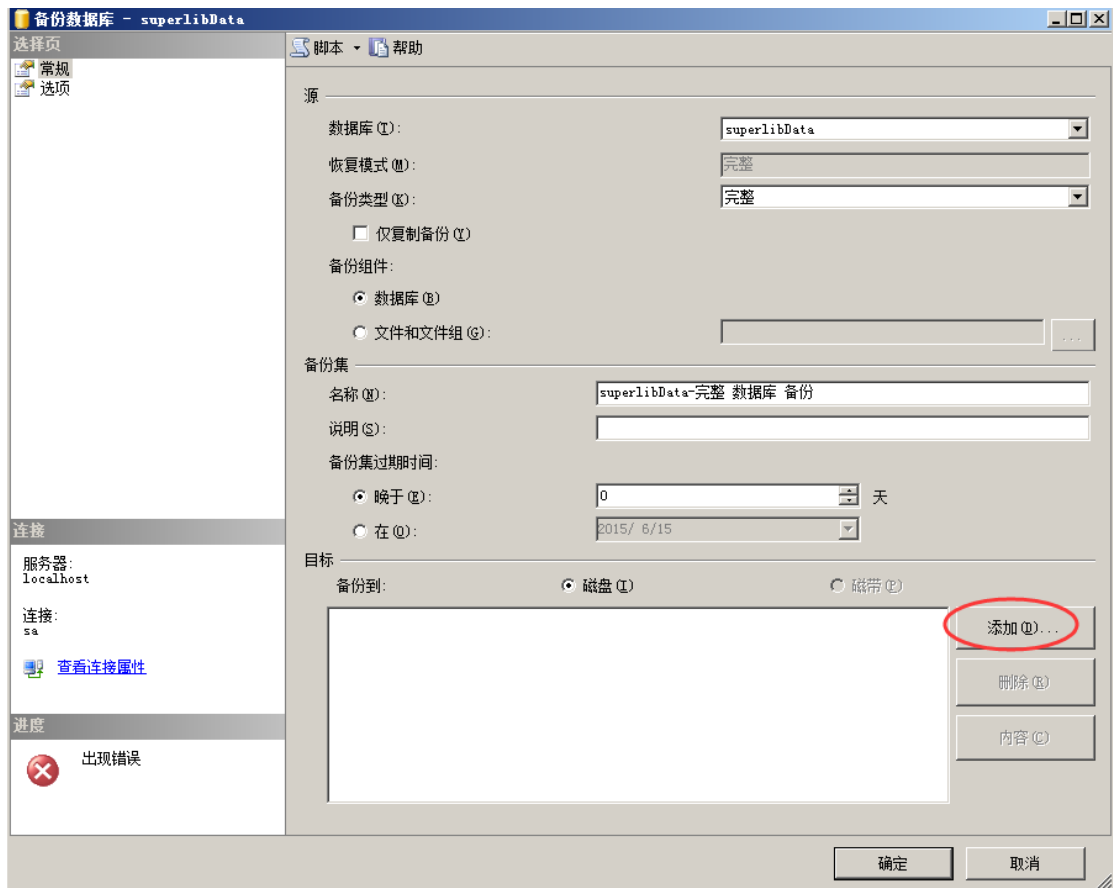 备份数据库 - superlibData
选择页
常规
选项
脚本
帮助
源
数据库(T):
superlibData
恢复模式(M):
完整
备份类型(K):
完整
仅复制备份(Y)
备份组件:
数据库(B)
文件和文件组(G):
...
备份集
名称(N):
superlibData-完整 数据库 备份
说明(S):
备份集过期时间:
晚于(E):
0
天
在(O):
2015/ 6/15
目标
备份到:
磁盘(I)
磁带(P)
添加(D)...
删除(R)
内容(C)
连接
服务器:
localhost
连接:
sa
查看连接属性
进度
出现错误
确定
取消